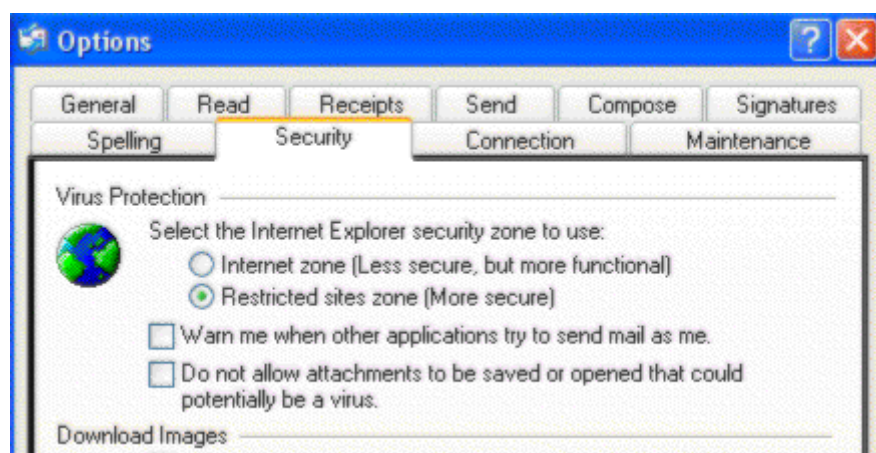 Options
General Read Receipts Send Compose Signatures
Spelling Security Connection Maintenance
Virus Protection
Select the Internet Explorer security zone to use:
Internet zone (Less secure, but more functional)
Restricted sites zone (More secure)
Warn me when other applications try to send mail as me.
Do not allow attachments to be saved or opened that could
potentially be a virus.
Download Images